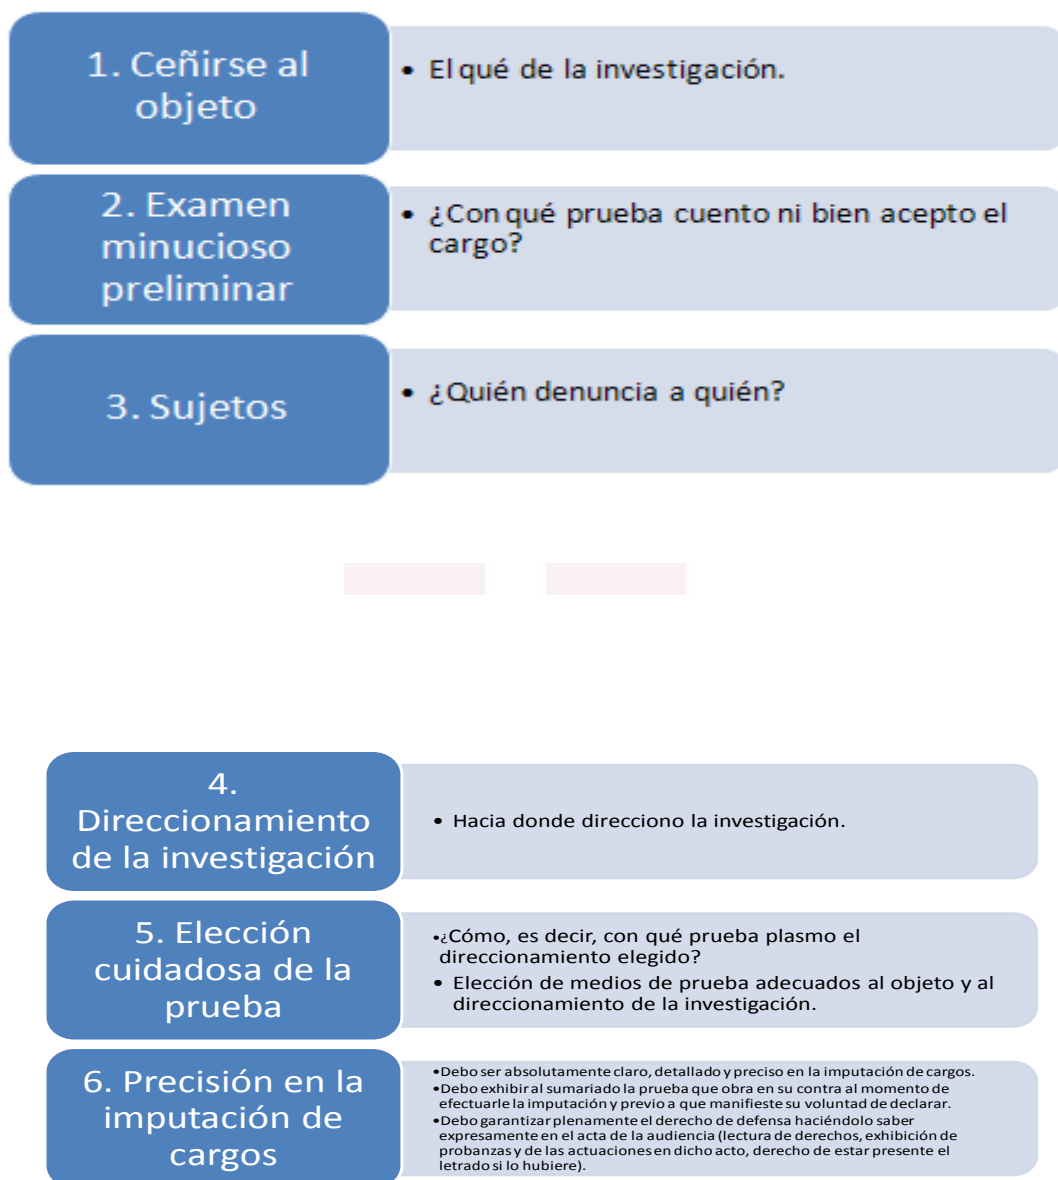 1. Ceñirse al
objeto
• El qué de la investigación.
2. Examen
minucioso
preliminar
• ¿Con qué prueba cuento ni bien acepto el
cargo?
3. Sujetos
• ¿Quién denuncia a quién?
4.
Direccionamiento
de la investigación
• Hacia donde direcciono la investigación.
5. Elección
cuidadosa de la
prueba
•¿Cómo, es decir, con qué prueba plasmo el
direccionamiento elegido?
• Elección de medios de prueba adecuados al objeto y al
direccionamiento de la investigación.
6. Precisión en la
imputación de
cargos
•Debo ser absolutamente claro, detallado y preciso en la imputación de cargos.
•Debo exhibir al sumariado la prueba que obra en su contra al momento de
efectuarle la imputación y previo a que manifieste su voluntad de declarar.
•Debo garantizar plenamente el derecho de defensa haciéndolo saber
expresamente en el acta de la audiencia (lectura de derechos, exhibición de
probanzas y de las actuaciones en dicho acto, derecho de estar presente el
letrado si lo hubiere).